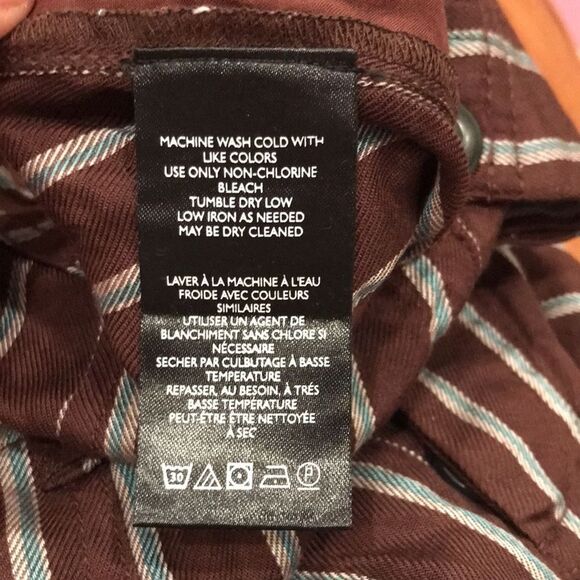 MACHINE WASH COLD WITH
LIKE COLORS
USE ONLY NON-CHLORINE
BLEACH
TUMBLE DRY LOW
LOW IRON AS NEEDED
MAY BE DRY CLEANED
LAVER À LA MACHINE À L'EAU
FROIDE AVEC COULEURS
SIMILAIRES
UTILISER UN AGENT DE
BLANCHIMENT SANS CHLORE SI
NÉCESSAIRE
SECHER PAR CULBUTAGE À BASSE
TEMPERATURE
REPASSER, AU BESOIN, À TRÉS
BASSE TEMPÉRATURE
PEUT-ÊTRE ÊTRE NETTOYÉE
À SEC
30 P